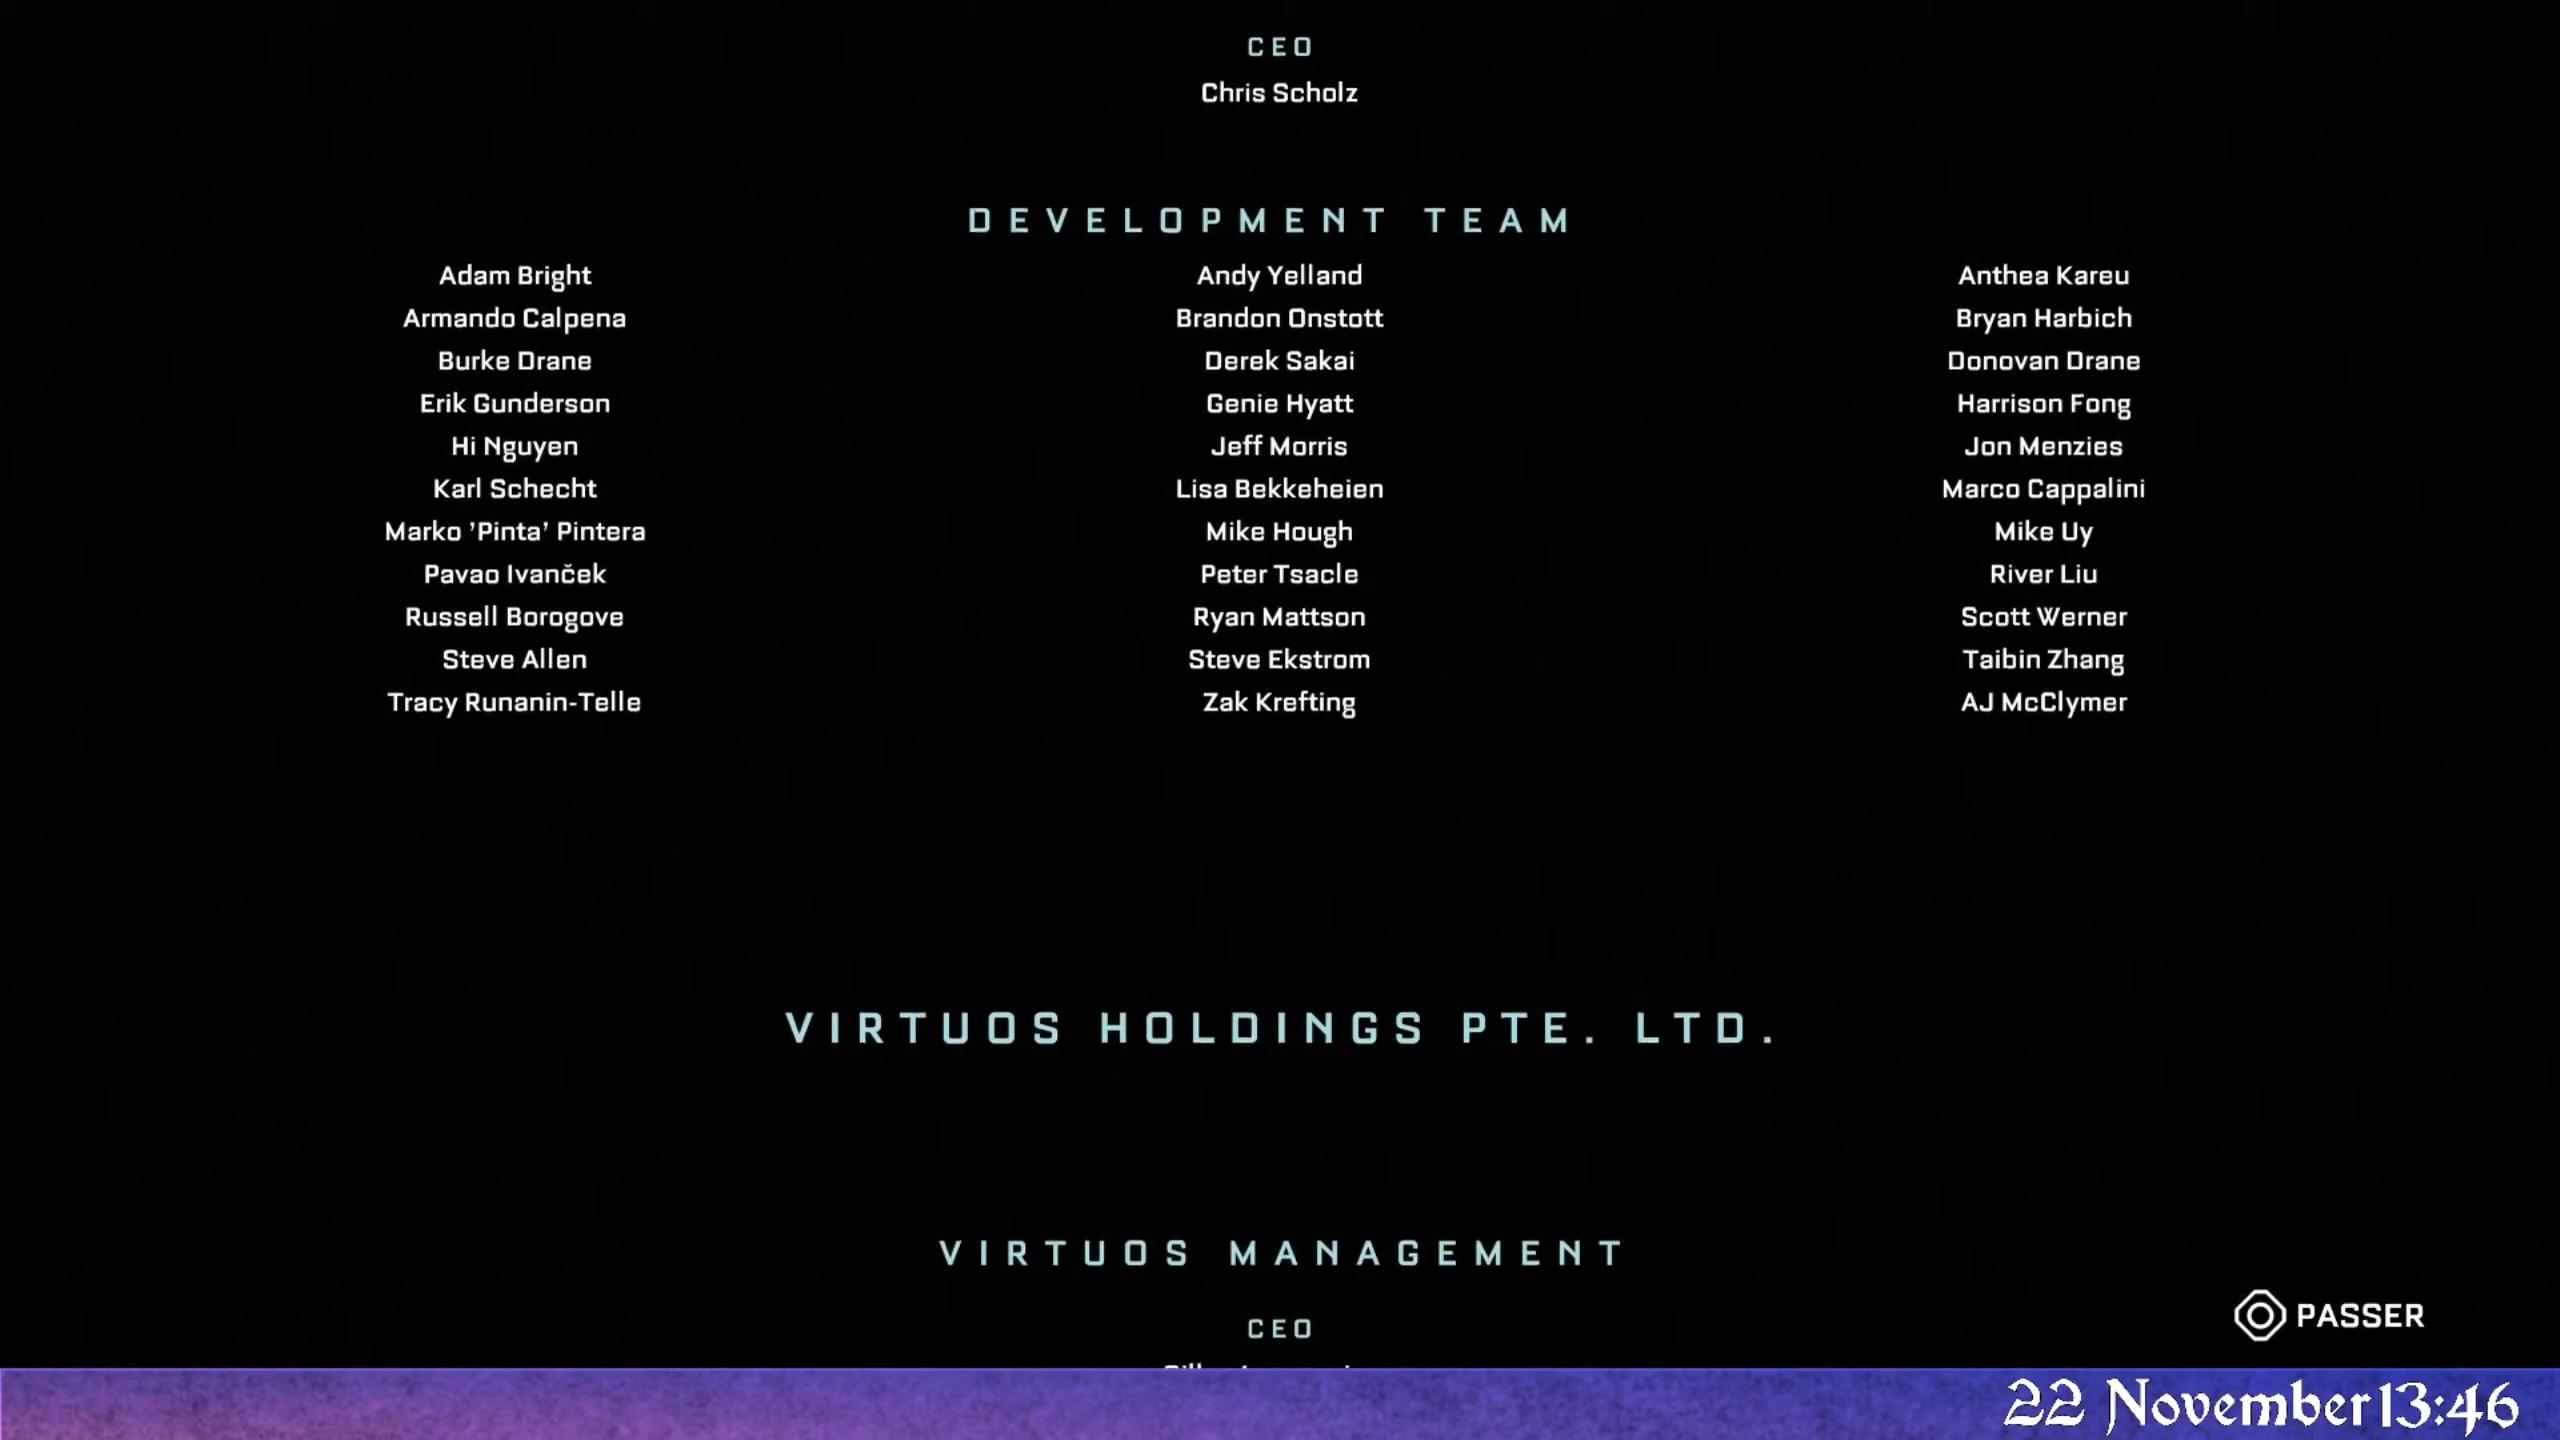 CEO
Chris Scholz
DEVELOPMENT TEAM
Adam Bright Andy Yelland Anthea Kareu
Armando Calpena Brandon Onstott Bryan Harbich
Burke Drane Derek Sakai Donovan Drane
Erik Gunderson Genie Hyatt Harrison Fong
Hi Nguyen Jeff Morris Jon Menzies
Karl Schecht Lisa Bekkeheien Marco Cappalini
Marko 'Pinta' Pintera Mike Hough Mike Uy
Pavao Ivanček Peter Tsacle River Liu
Russell Borogove Ryan Mattson Scott Werner
Steve Allen Steve Ekstrom Taibin Zhang
Tracy Runanin-Telle Zak Krefting AJ McClymer
VIRTUOS HOLDINGS PTE. LTD.
VIRTUOS MANAGEMENT
CEO
PASSER
22 November 13:46